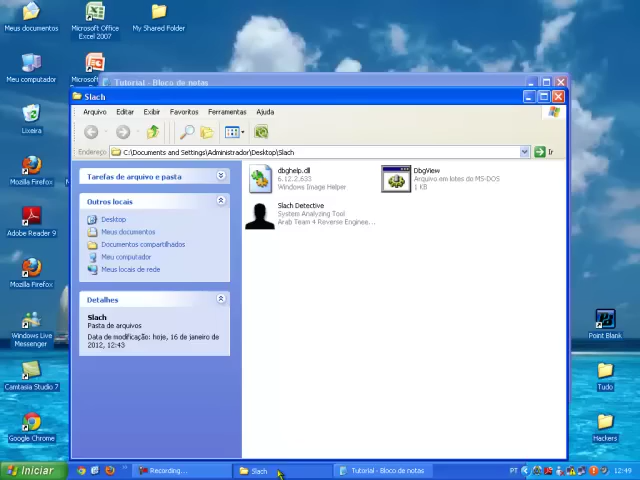 Meus documentos
Microsoft Office Excel 2007
My Shared Folder
Meu computador
Microsoft
Lixeira
Mozilla Firefox
Adobe Reader 9
Mozilla Firefox
Windows Live Messenger
Camtasia Studio 7
Google Chrome
Point Blank
Tudo
Hackers
Tutorial - Bloco de notas
Slach
Arquivo Editar Exibir Favoritos Ferramentas Ajuda
Endereço C:\Documents and Settings\Administrador\Desktop\Slach Ir
Tarefas de arquivo e pasta
Outros locais
Desktop
Meus documentos
Documentos compartilhados
Meu computador
Meus locais de rede
Detalhes
Slach
Pasta de arquivos
Data de modificação: hoje, 16 de janeiro de
2012, 12:43
dbghelp.dll
6.12.2.633
Windows Image Helper
DbgView
Arquivo em lotes do MS-DOS
1 KB
Slach Detective
System Analyzing Tool
Arab Team 4 Reverse Enginee...
Iniciar Recording... Slach Tutorial - Bloco de notas PT 12:49